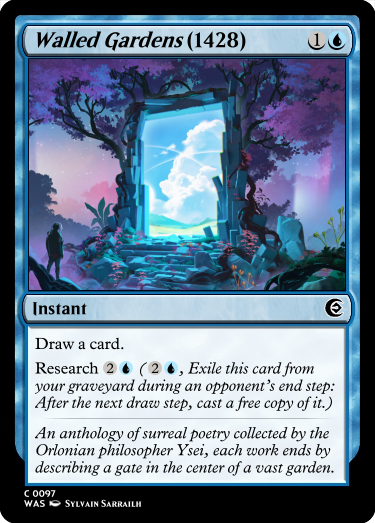 Walled Gardens (1428) 1
Instant
Draw a card.
Research 2 ( 2 , Exile this card from
your graveyard during an opponent's end step:
After the next draw step, cast a free copy of it.)
An anthology of surreal poetry collected by the
Orlonian philosopher Ysei, each work ends by
describing a gate in the center of a vast garden.
C 0097
WAS Sylvain Sarrailh